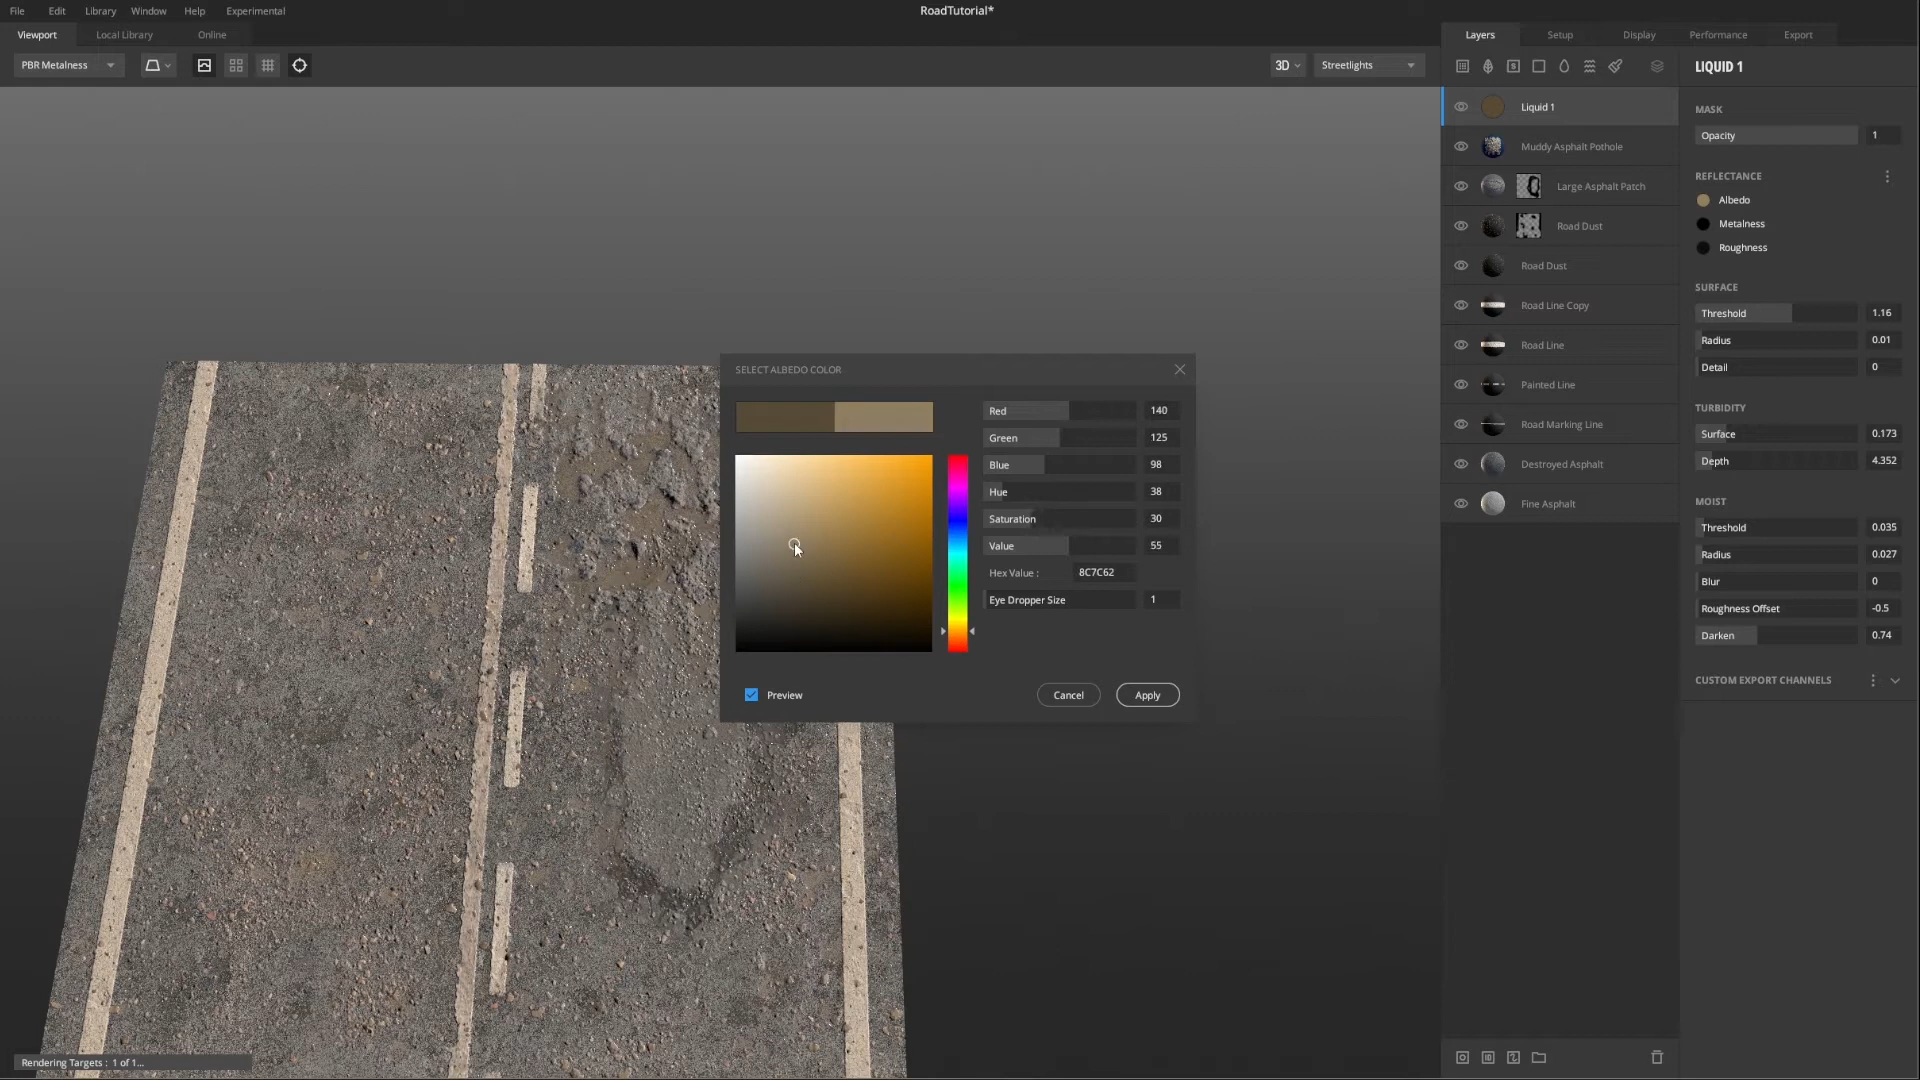 File Edit Library Window Help Experimental
RoadTutorial*
Viewport Local Library Online
Layers Setup Display Performance Export
PBR Metalness
3D
Streetlights
Liquid 1
Muddy Asphalt Pothole
Large Asphalt Patch
Road Dust
Road Dust
Road Line Copy
Road Line
Painted Line
Road Marking Line
Destroyed Asphalt
Fine Asphalt
LIQUID 1
MASK
Opacity 1
REFLECTANCE
Albedo
Metalness
Roughness
SURFACE
Threshold 1.16
Radius 0.01
Detail 0
TURBIDITY
Surface 0.173
Depth 4.352
MOIST
Threshold 0.035
Radius 0.027
Blur 0
Roughness Offset -0.5
Darken 0.74
CUSTOM EXPORT CHANNELS
SELECT ALBEDO COLOR
Red 140
Green 125
Blue 98
Hue 38
Saturation 30
Value 55
Hex Value : 8C7C62
Eye Dropper Size 1
Preview
Cancel Apply
Rendering Targets : 1 of 1...